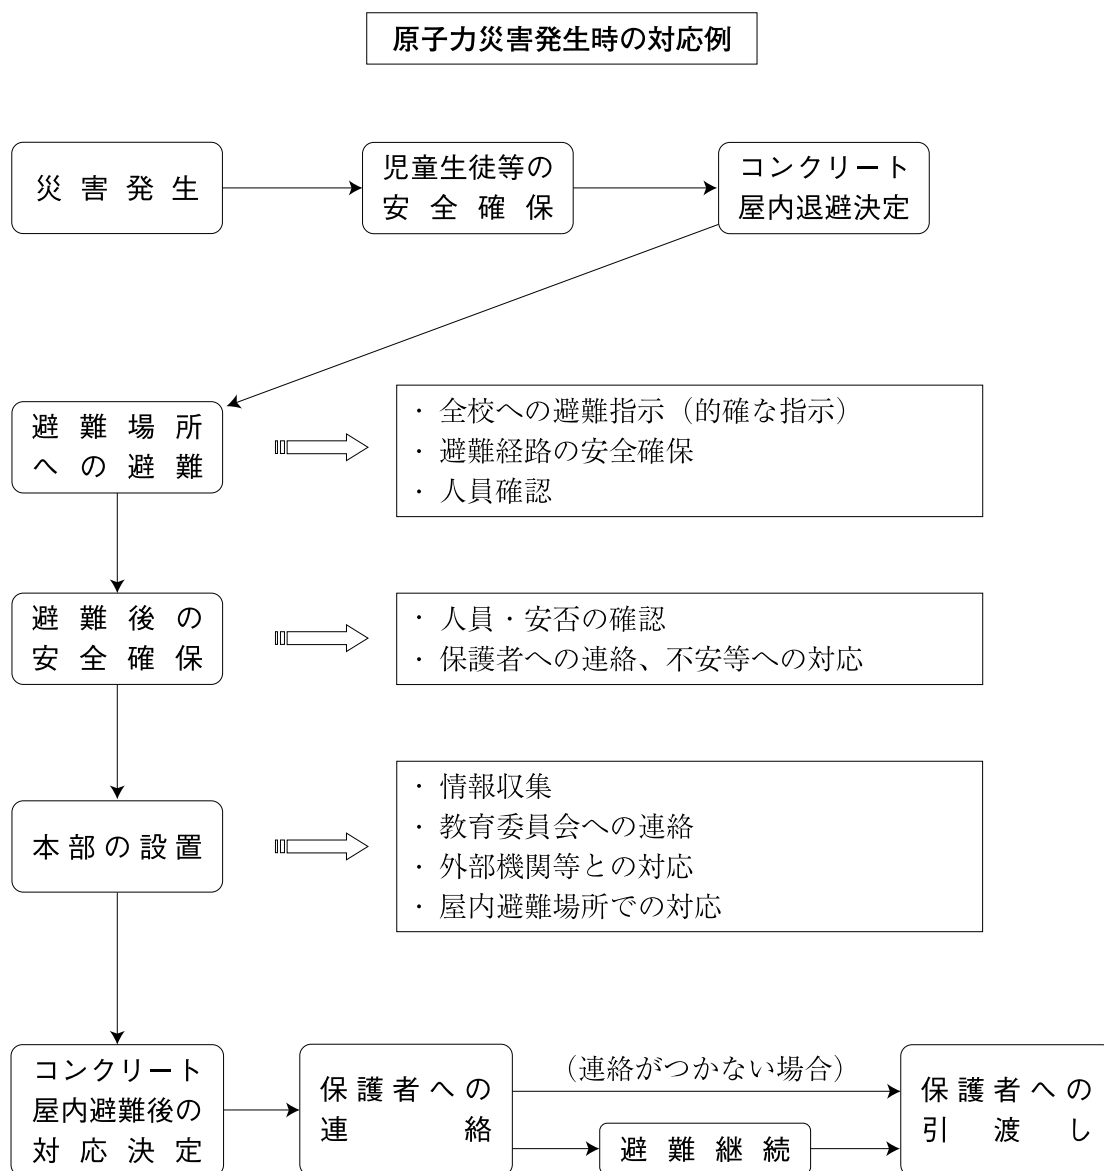 原子力災害発生時の対応例
災害発生
児童生徒等の
安全確保
コンクリート
屋内退避決定
避難場所
への避難
・全校への避難指示（的確な指示）
・避難経路の安全確保
・人員確認
避難後の
安全確保
・人員・安否の確認
・保護者への連絡、不安等への対応
本部の設置
・情報収集
・教育委員会への連絡
・外部機関等との対応
・屋内避難場所での対応
コンクリート
屋内避難後の
対応決定
保護者への
連絡
（連絡がつかない場合）
避難継続
保護者への
引渡し